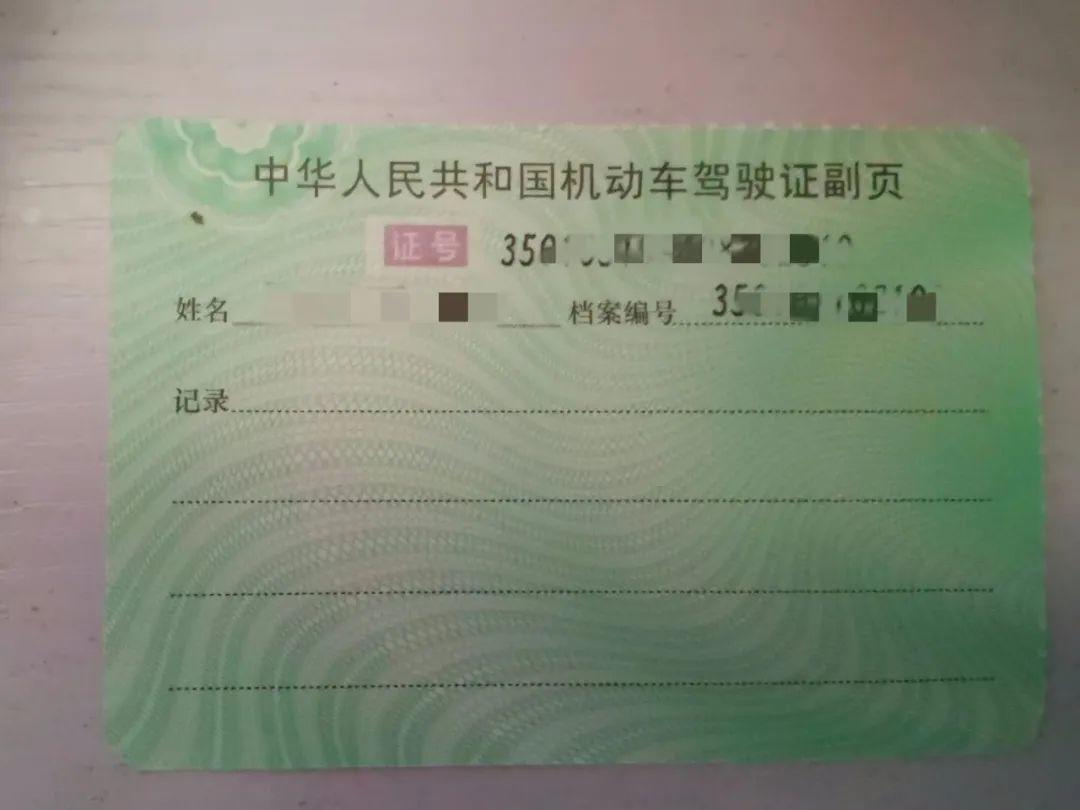 中华人民共和国机动车驾驶证副页
证号
姓名 档案编号
记录